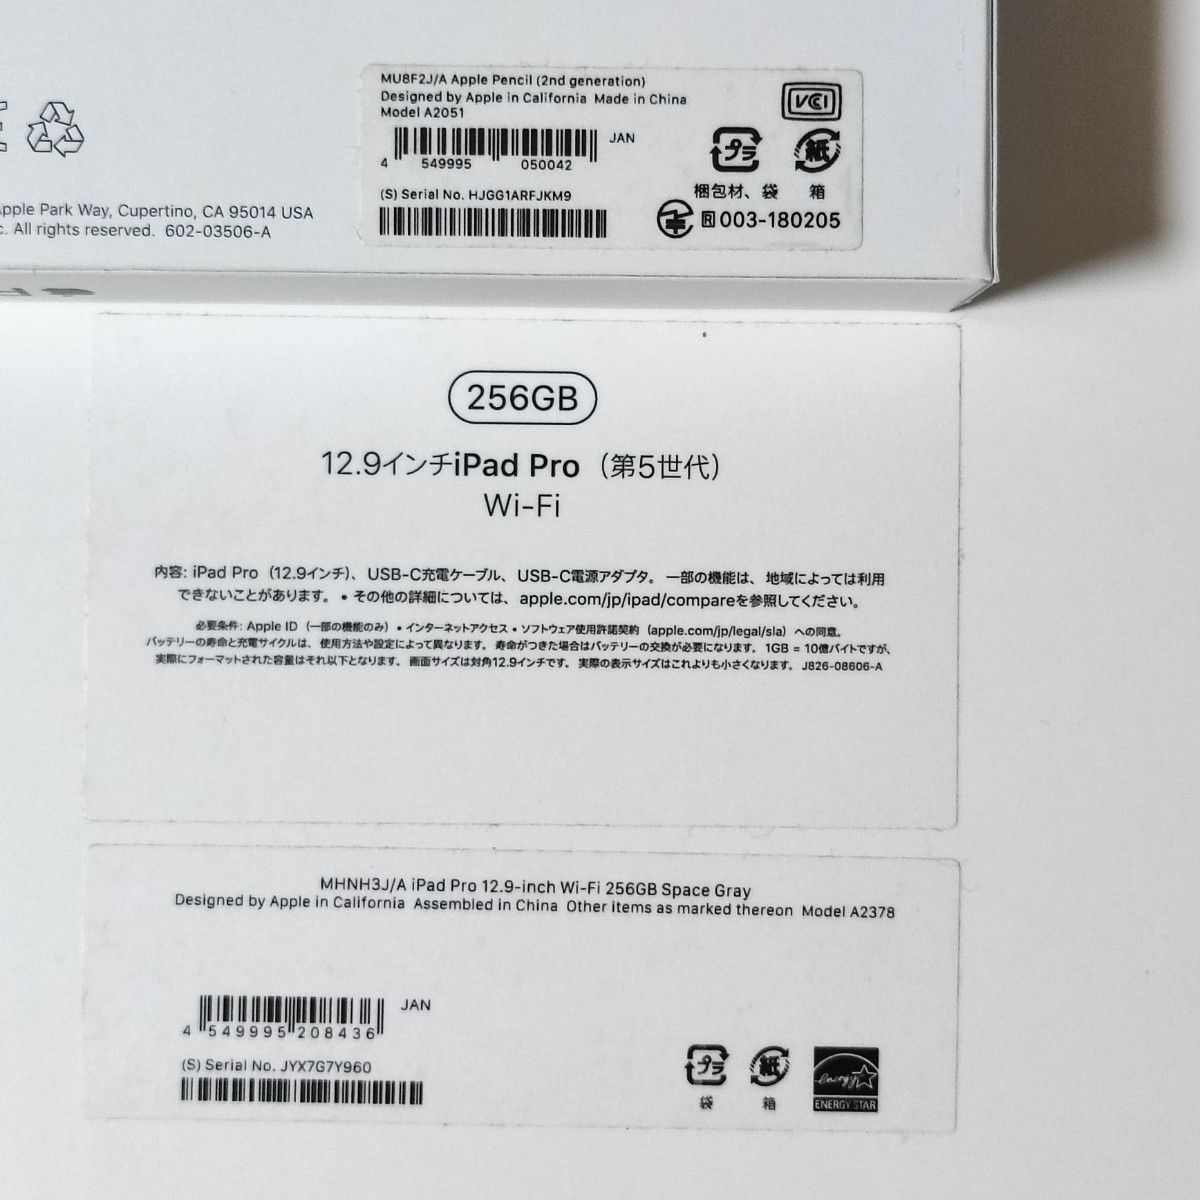 MU8F2J/A Apple Pencil (2nd generation)
Designed by Apple in California Made in China
Model A2051
JAN
4 549995 050042
(S) Serial No. HJGG1ARFJKM9
VCCI
プラ
紙
梱包材、袋
箱
003-180205
Apple Park Way, Cupertino, CA 95014 USA
c. All rights reserved. 602-03506-A
256GB
12.9インチiPad Pro（第5世代）
Wi-Fi
内容: iPad Pro（12.9インチ）、USB-C充電ケーブル、USB-C電源アダプタ。一部の機能は、地域によっては利用
できないことがあります。• その他の詳細については、apple.com/jp/ipad/compareを参照してください。
必要条件: Apple ID（一部の機能のみ）• インターネットアクセス • ソフトウェア使用許諾契約（apple.com/jp/legal/sla）への同意。
バッテリーの寿命と充電サイクルは、使用方法や設定によって異なります。寿命がつきた場合はバッテリーの交換が必要になります。1GB = 10億バイトですが、
実際にフォーマットされた容量はそれ以下となります。画面サイズは対角12.9インチです。実際の表示サイズはこれよりも小さくなります。J826-08606-A
MHNH3J/A iPad Pro 12.9-inch Wi-Fi 256GB Space Gray
Designed by Apple in California Assembled in China Other items as marked thereon Model A2378
JAN
4 549995 208436
(S) Serial No. JYX7G7Y960
プラ
紙
袋
箱
energy
ENERGY STAR